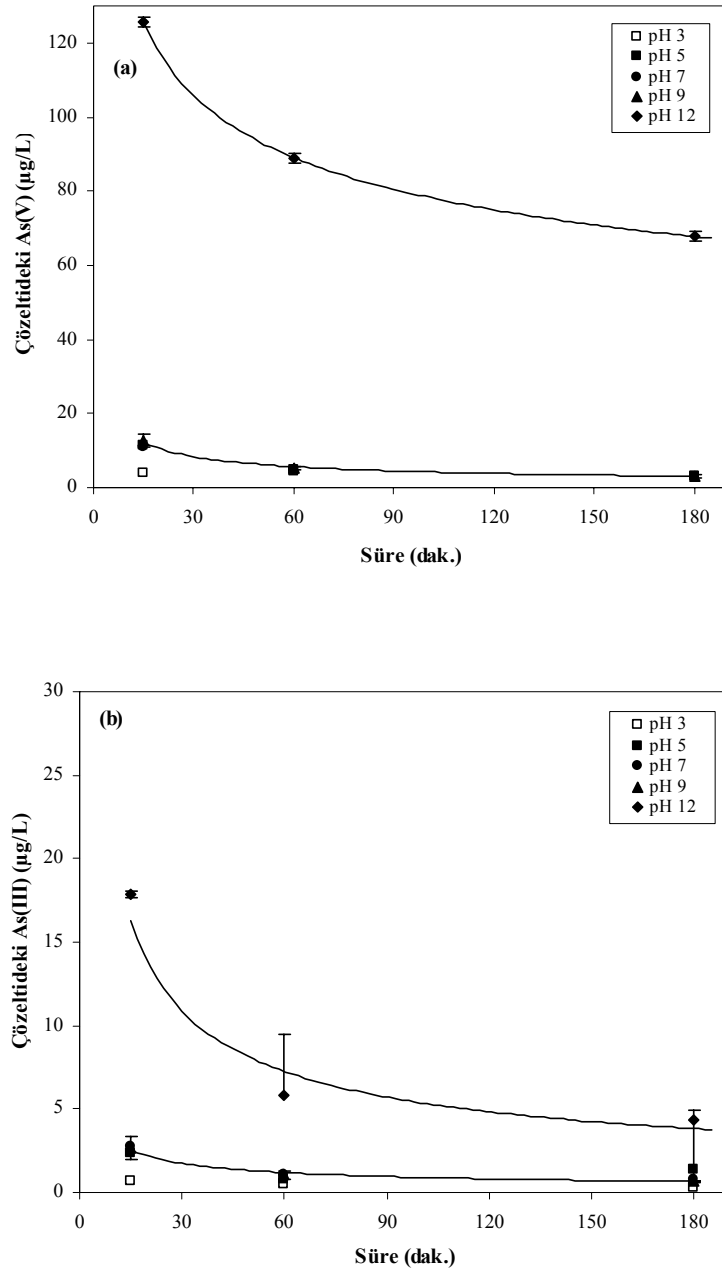 120
100
80
60
40
20
0
Çözeltideki As(V) (µg/L)
(a)
pH 3
pH 5
pH 7
pH 9
pH 12
0 30 60 90 120 150 180
Süre (dak.)
30
25
20
15
10
5
0
Çözeltideki As(III) (µg/L)
(b)
pH 3
pH 5
pH 7
pH 9
pH 12
0 30 60 90 120 150 180
Süre (dak.)